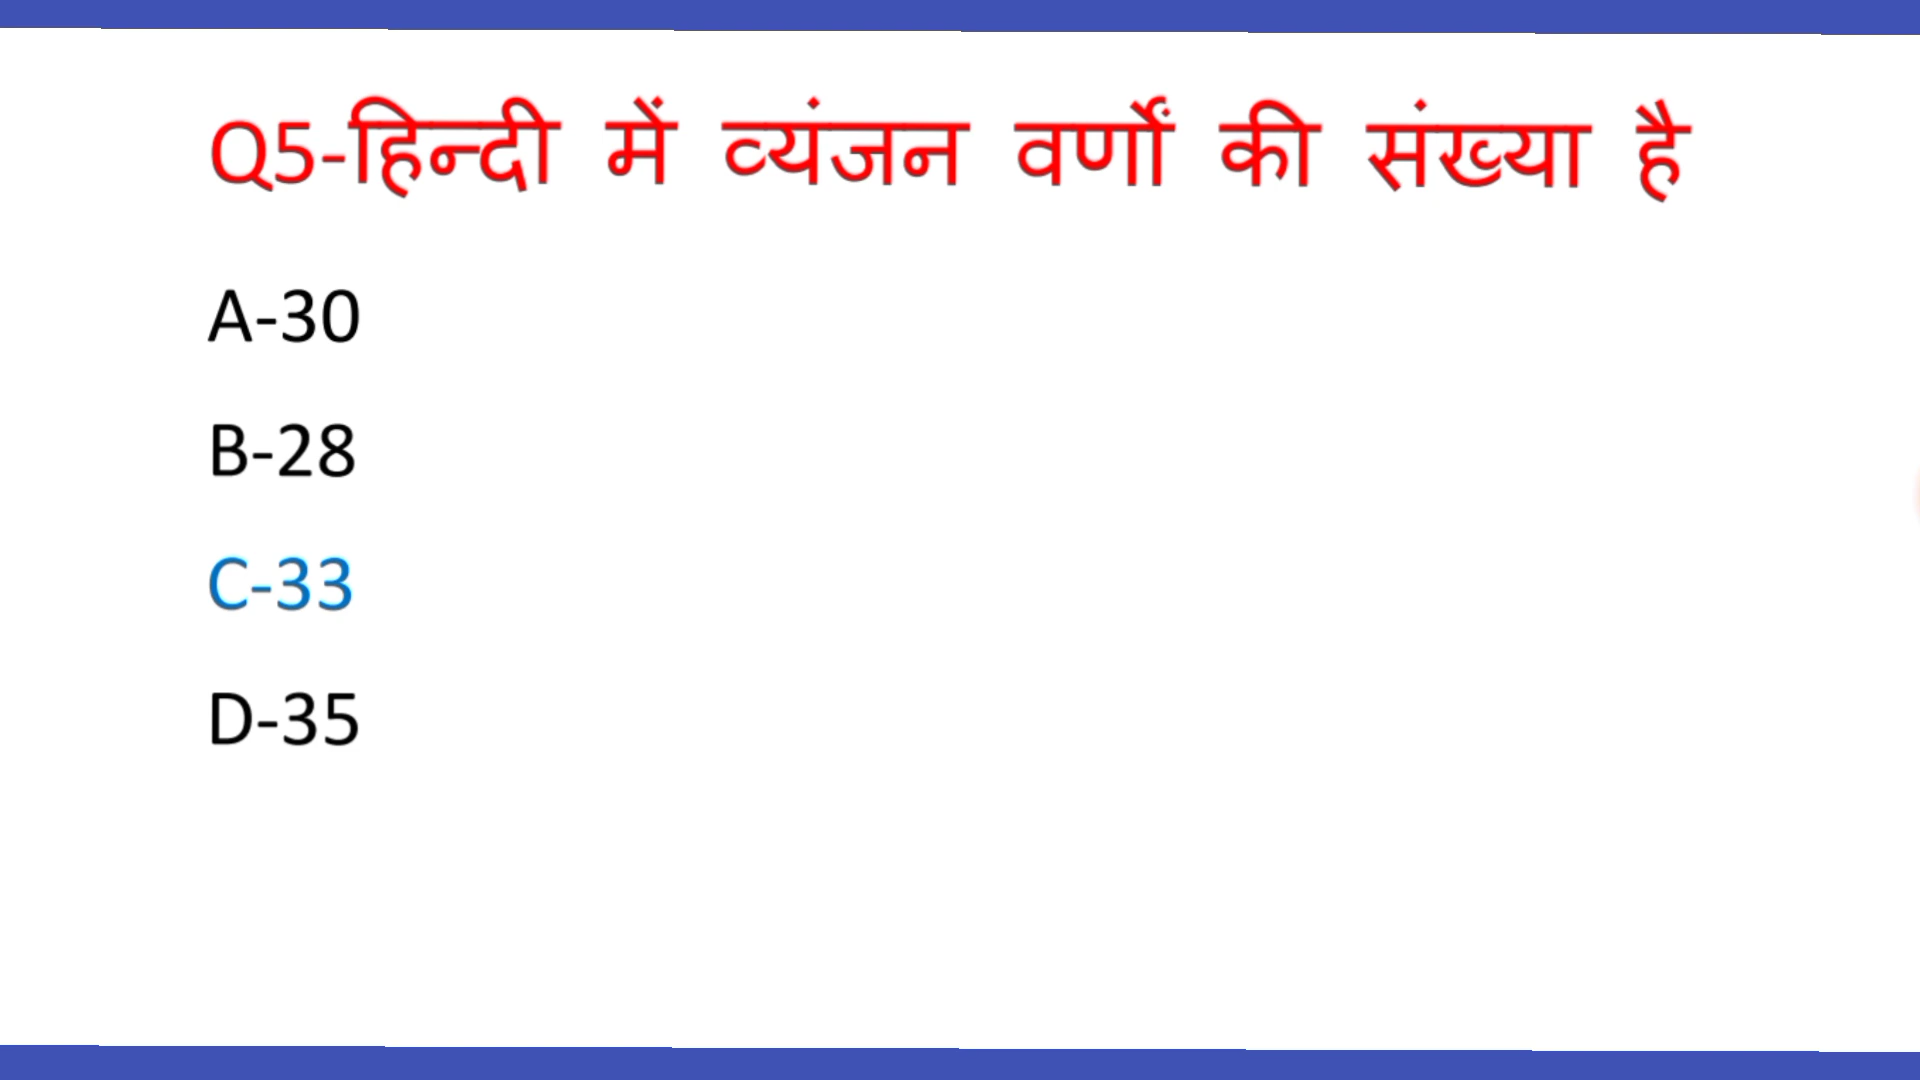 Q5-हिन्दी में व्यंजन वर्णों की संख्या है
A-30
B-28
C-33
D-35